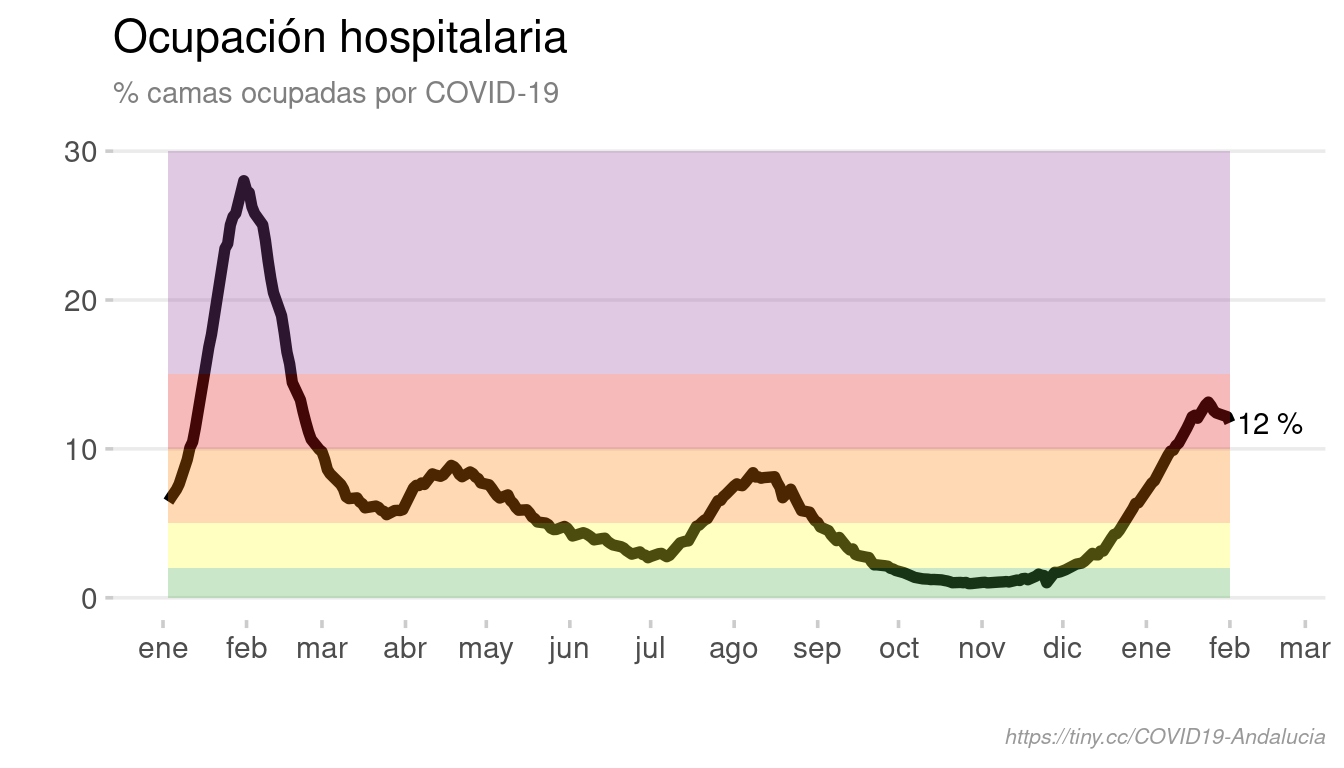 Ocupación hospitalaria
% camas ocupadas por COVID-19
30
20
10
0
12 %
ene feb mar abr may jun jul ago sep oct nov dic ene feb mar
https://tiny.cc/COVID19-Andalucia